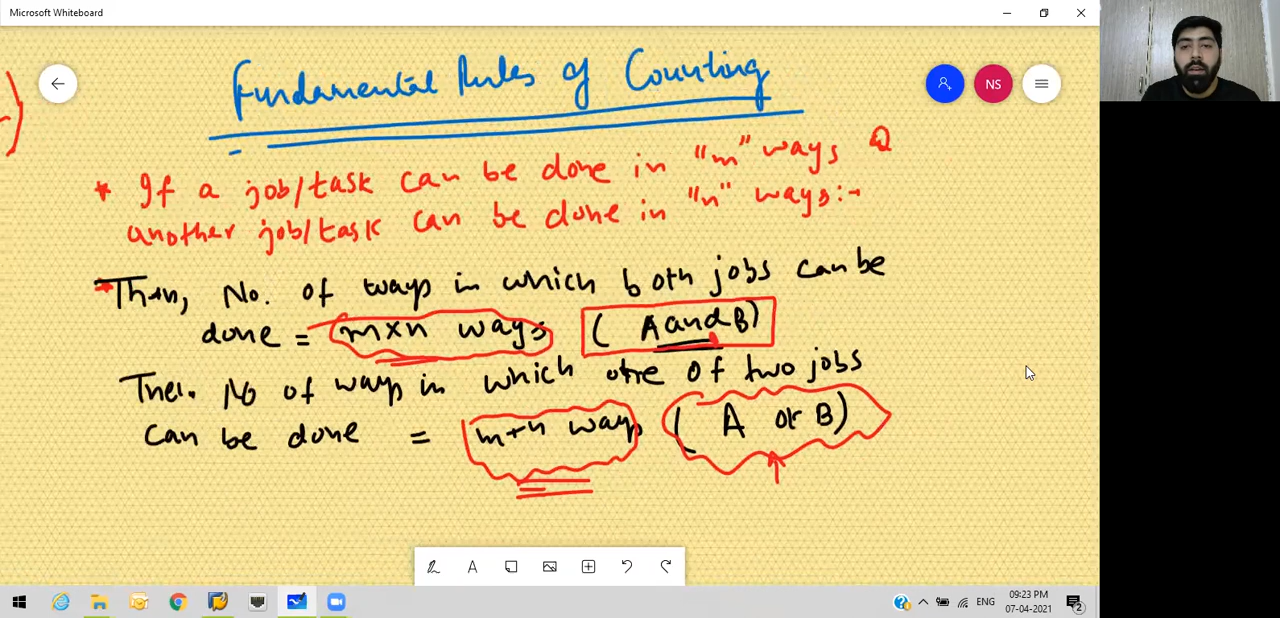 Microsoft Whiteboard
Fundamental Rules of Counting
* If a job/task can be done in "m" ways &
another job/task can be done in "n" ways:-
NS
* Then, No. of ways in which both jobs can be
done = m×n ways ( A and B)
Then. No of ways in which one of two jobs
can be done = m+n ways ( A or B)
ENG
09:23 PM
07-04-2021
2